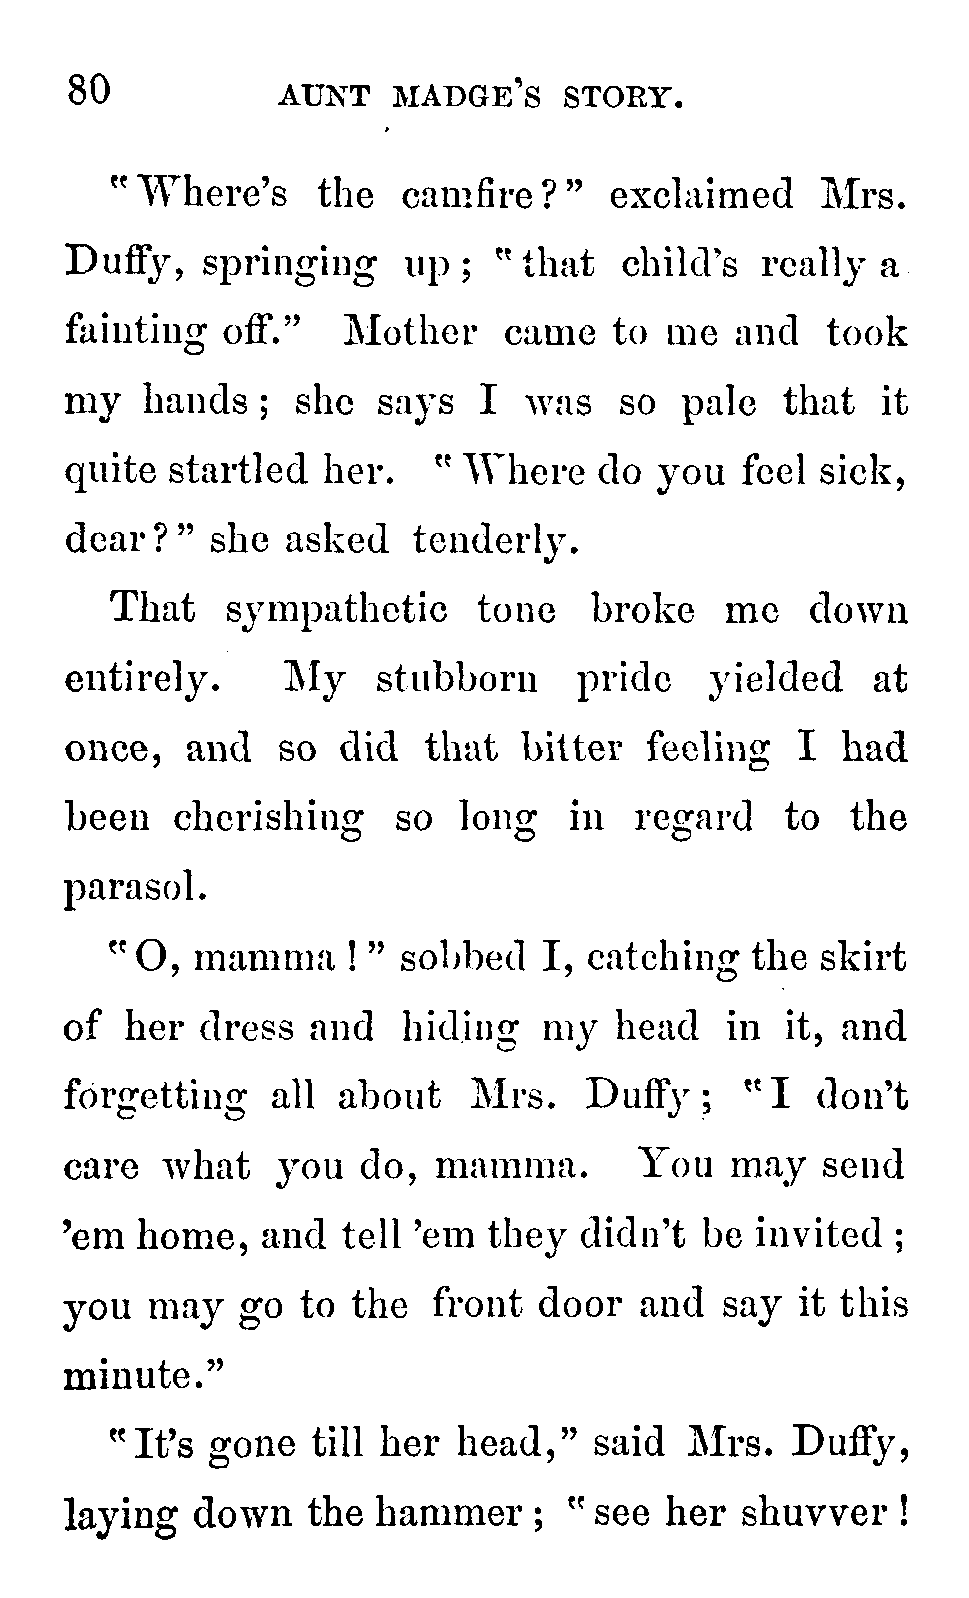 80 AUNT MADGE'S STORY.
"Where's the camfire?" exclaimed Mrs.
Duffy, springing up; "that child's really a
fainting off." Mother came to me and took
my hands; she says I was so pale that it
quite startled her. "Where do you feel sick,
dear?" she asked tenderly.
That sympathetic tone broke me down
entirely. My stubborn pride yielded at
once, and so did that bitter feeling I had
been cherishing so long in regard to the
parasol.
"O, mamma!" sobbed I, catching the skirt
of her dress and hiding my head in it, and
forgetting all about Mrs. Duffy; "I don't
care what you do, mamma. You may send
'em home, and tell 'em they didn't be invited;
you may go to the front door and say it this
minute."
"It's gone till her head," said Mrs. Duffy,
laying down the hammer; "see her shuvver!